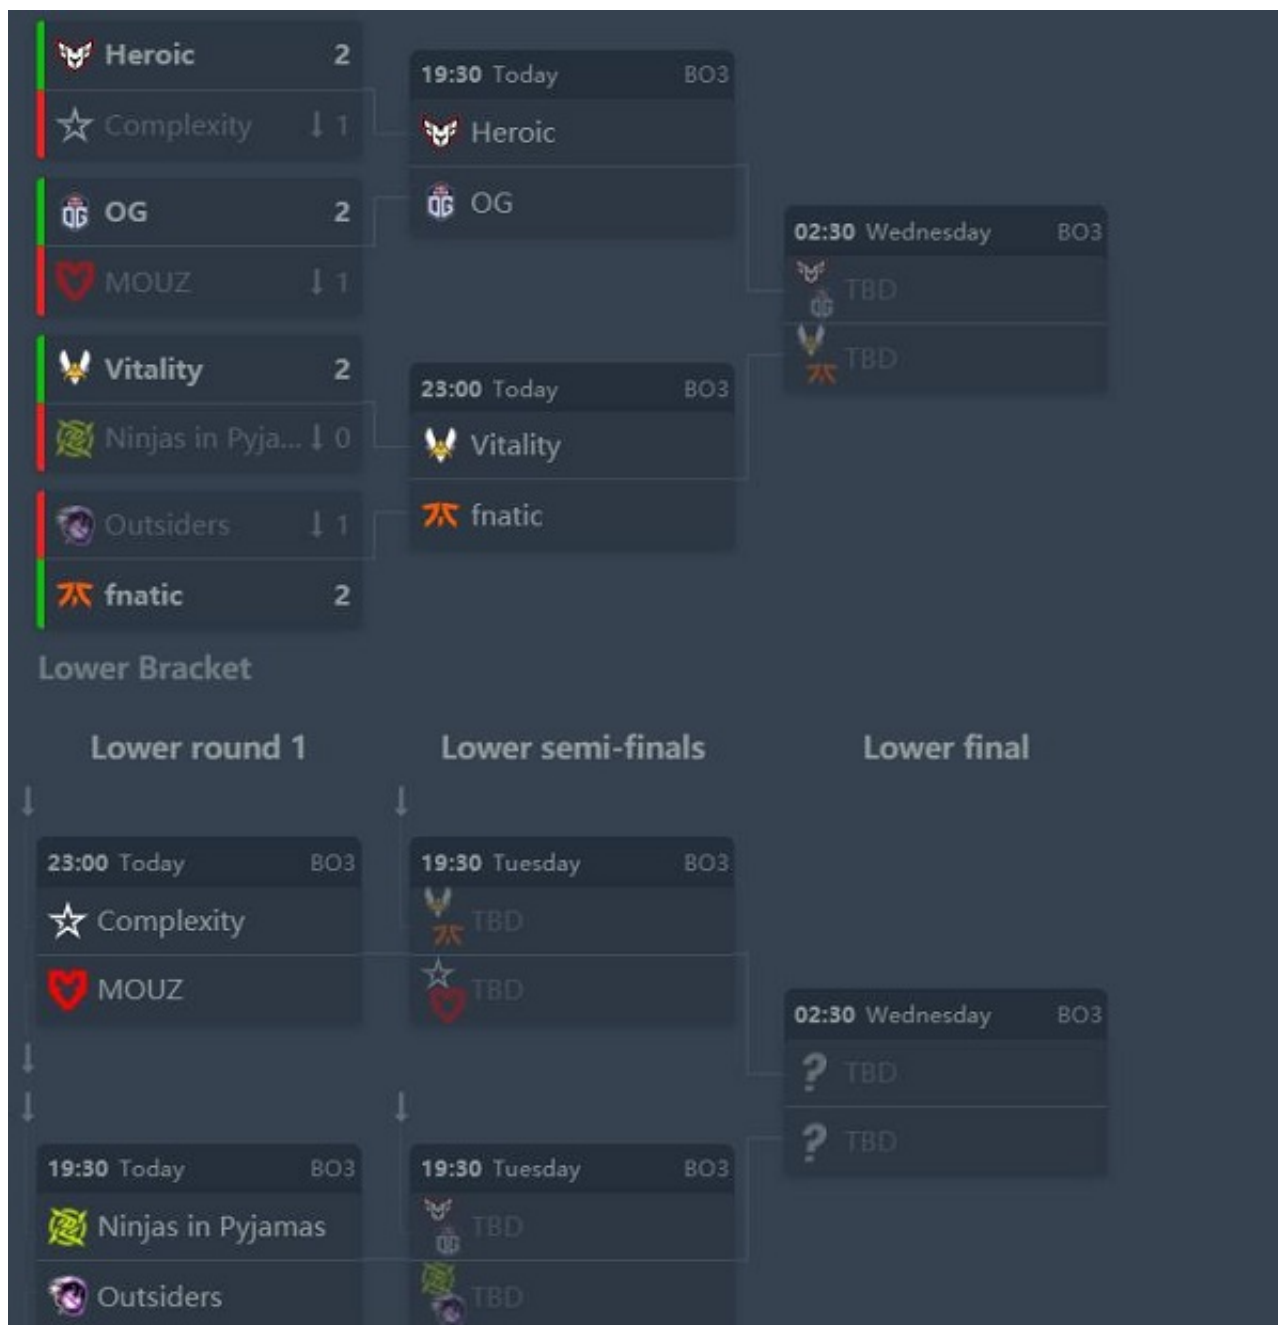 Heroic 2
Complexity 1
OG 2
MOUZ 1
Vitality 2
Ninjas in Pyja... 0
Outsiders 1
fnatic 2
19:30 Today BO3
Heroic
OG
23:00 Today BO3
Vitality
fnatic
02:30 Wednesday BO3
TBD
TBD
Lower Bracket
Lower round 1
Lower semi-finals
Lower final
23:00 Today BO3
Complexity
MOUZ
19:30 Today BO3
Ninjas in Pyjamas
Outsiders
19:30 Tuesday BO3
TBD
TBD
19:30 Tuesday BO3
TBD
TBD
02:30 Wednesday BO3
? TBD
? TBD